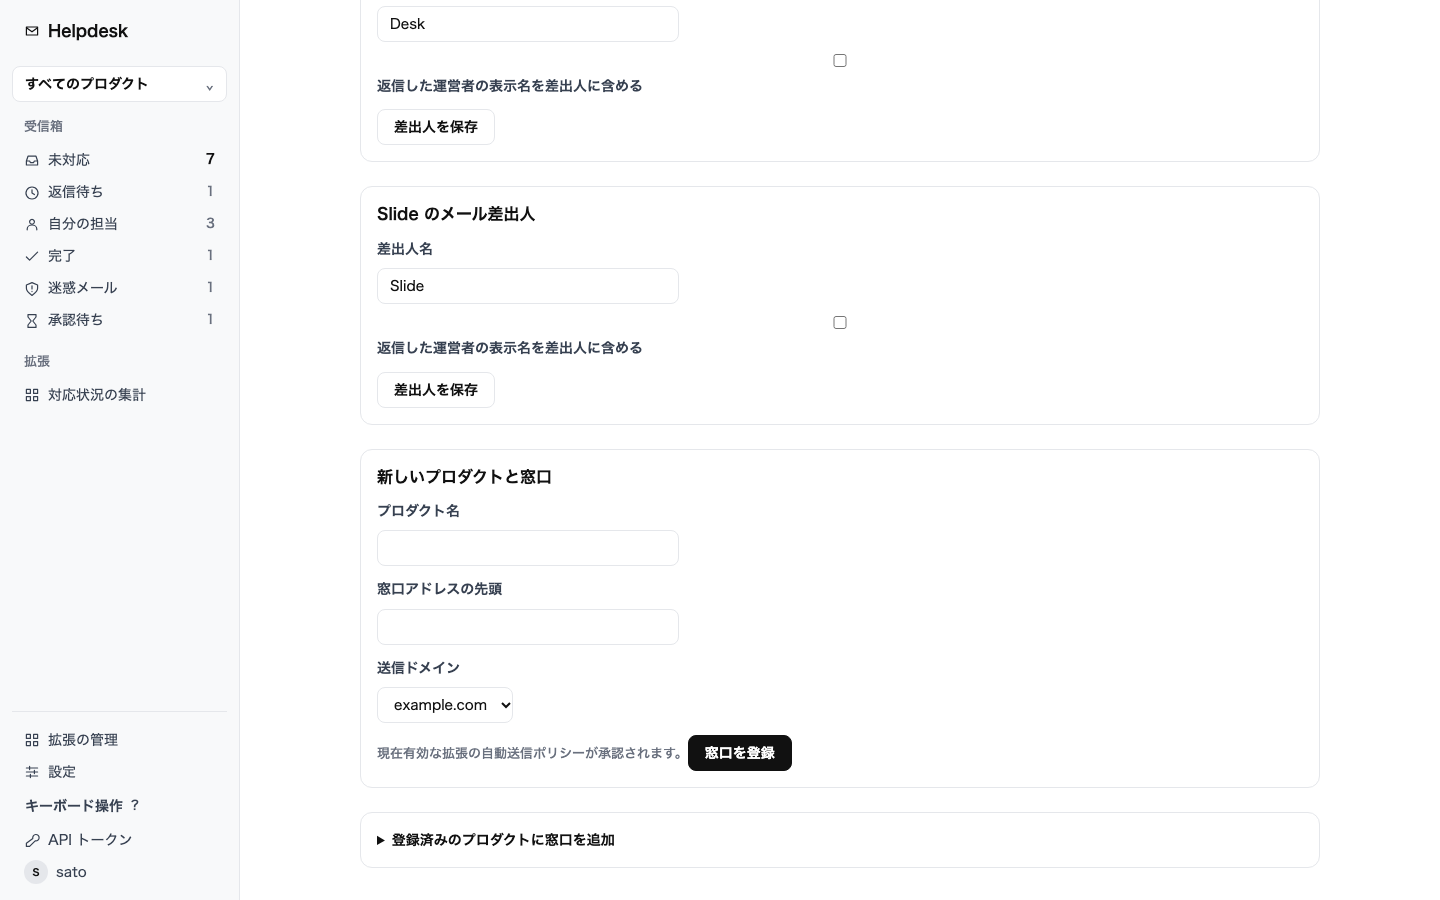 Helpdesk
すべてのプロダクト
受信箱
未対応 7
返信待ち 1
自分の担当 3
完了 1
迷惑メール 1
承認待ち 1
拡張
対応状況の集計
拡張の管理
設定
キーボード操作 ?
API トークン
S sato
Desk
返信した運営者の表示名を差出人に含める
差出人を保存
Slide のメール差出人
差出人名
Slide
返信した運営者の表示名を差出人に含める
差出人を保存
新しいプロダクトと窓口
プロダクト名
窓口アドレスの先頭
送信ドメイン
example.com
現在有効な拡張の自動送信ポリシーが承認されます。 窓口を登録
登録済みのプロダクトに窓口を追加